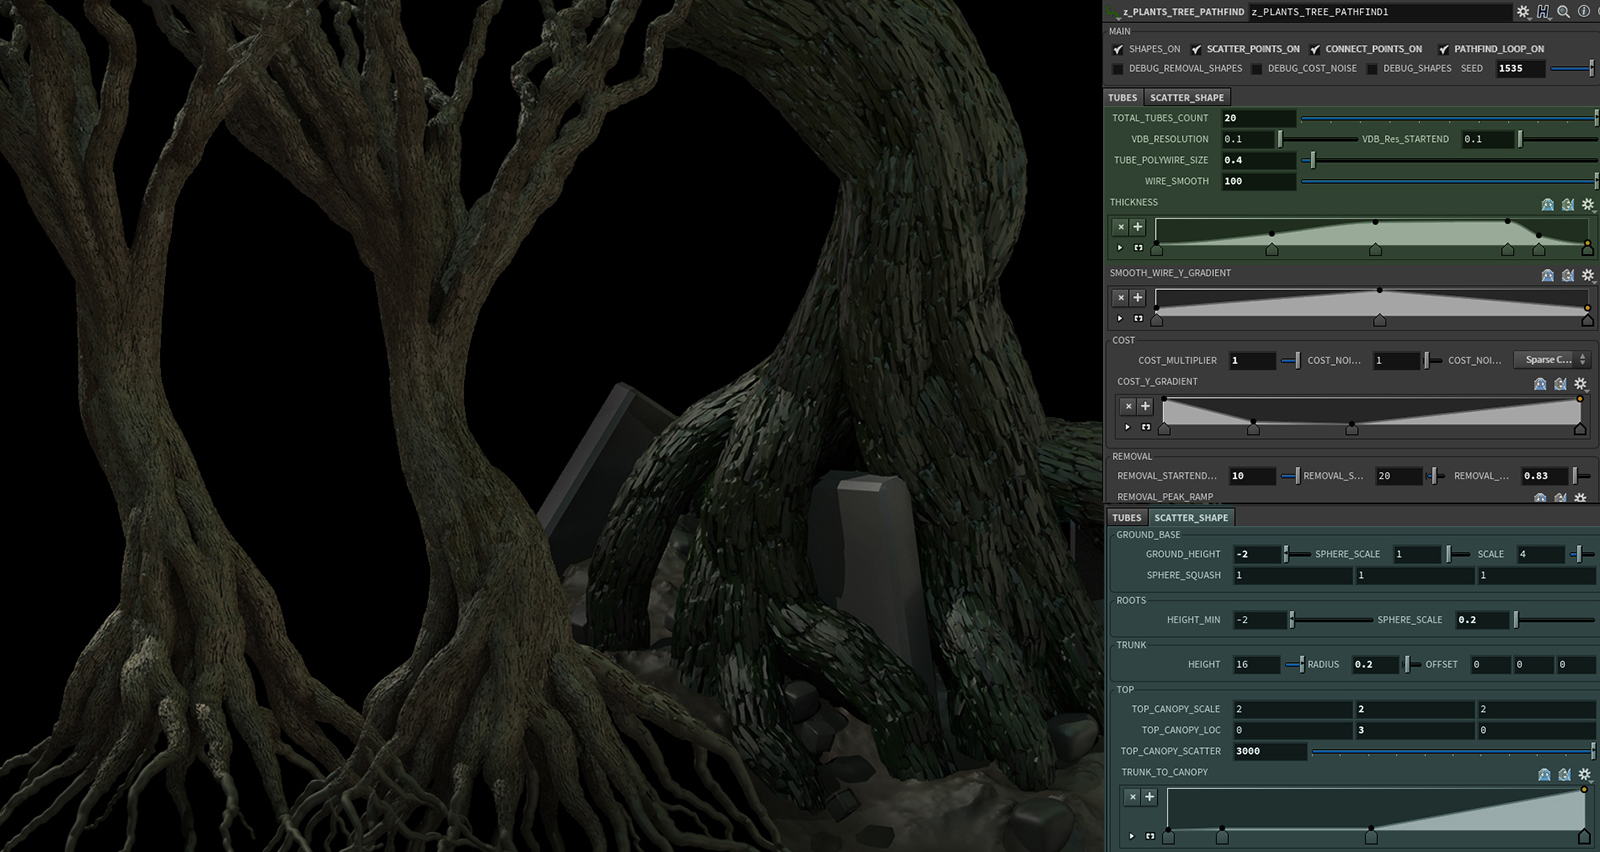 z_PLANTS_TREE_PATHFIND z_PLANTS_TREE_PATHFIND1
MAIN
SHAPES_ON SCATTER_POINTS_ON CONNECT_POINTS_ON PATHFIND_LOOP_ON
DEBUG_REMOVAL_SHAPES DEBUG_COST_NOISE DEBUG_SHAPES SEED 1535
TUBES SCATTER_SHAPE
TOTAL_TUBES_COUNT 20
VDB_RESOLUTION 0.1 VDB_Res_STARTEND 0.1
TUBE_POLYWIRE_SIZE 0.4
WIRE_SMOOTH 100
THICKNESS
SMOOTH_WIRE_Y_GRADIENT
COST
COST_MULTIPLIER 1 COST_NOI... 1 COST_NOI... Sparse C...
COST_Y_GRADIENT
REMOVAL
REMOVAL_STARTEND... 10 REMOVAL_S... 20 REMOVAL_... 0.83
REMOVAL_PEAK_RAMP
TUBES SCATTER_SHAPE
GROUND_BASE
GROUND_HEIGHT -2 SPHERE_SCALE 1 SCALE 4
SPHERE_SQUASH 1 1 1
ROOTS
HEIGHT_MIN -2 SPHERE_SCALE 0.2
TRUNK
HEIGHT 16 RADIUS 0.2 OFFSET 0 0 0
TOP
TOP_CANOPY_SCALE 2 2 2
TOP_CANOPY_LOC 0 3 0
TOP_CANOPY_SCATTER 3000
TRUNK_TO_CANOPY